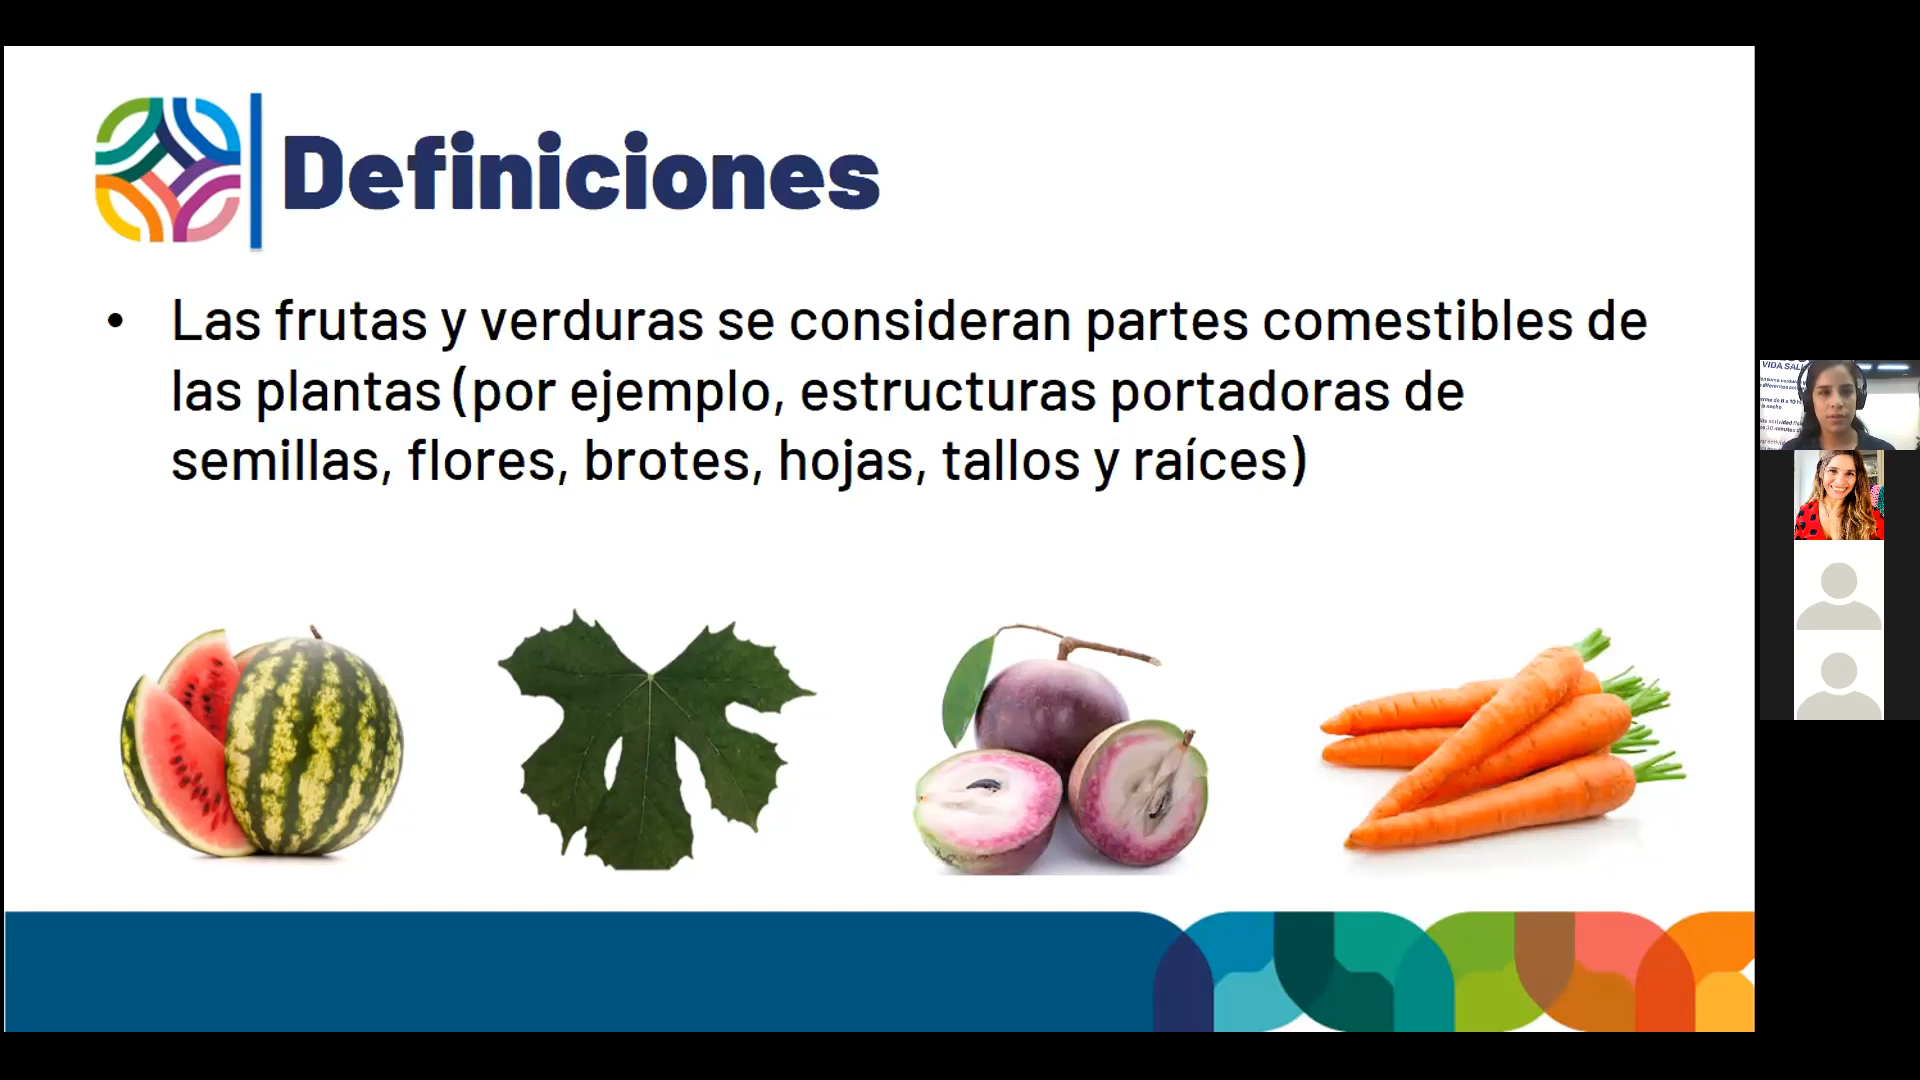 Definiciones
• Las frutas y verduras se consideran partes comestibles de
las plantas (por ejemplo, estructuras portadoras de
semillas, flores, brotes, hojas, tallos y raíces)